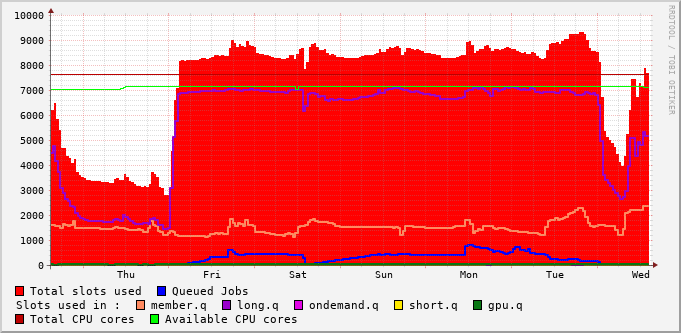 10000
9000
8000
7000
6000
5000
4000
3000
2000
1000
0
Thu Fri Sat Sun Mon Tue Wed
RRDTOOL / TOBI OETIKER
Total slots used Queued Jobs
Slots used in : member.q long.q ondemand.q short.q gpu.q
Total CPU cores Available CPU cores